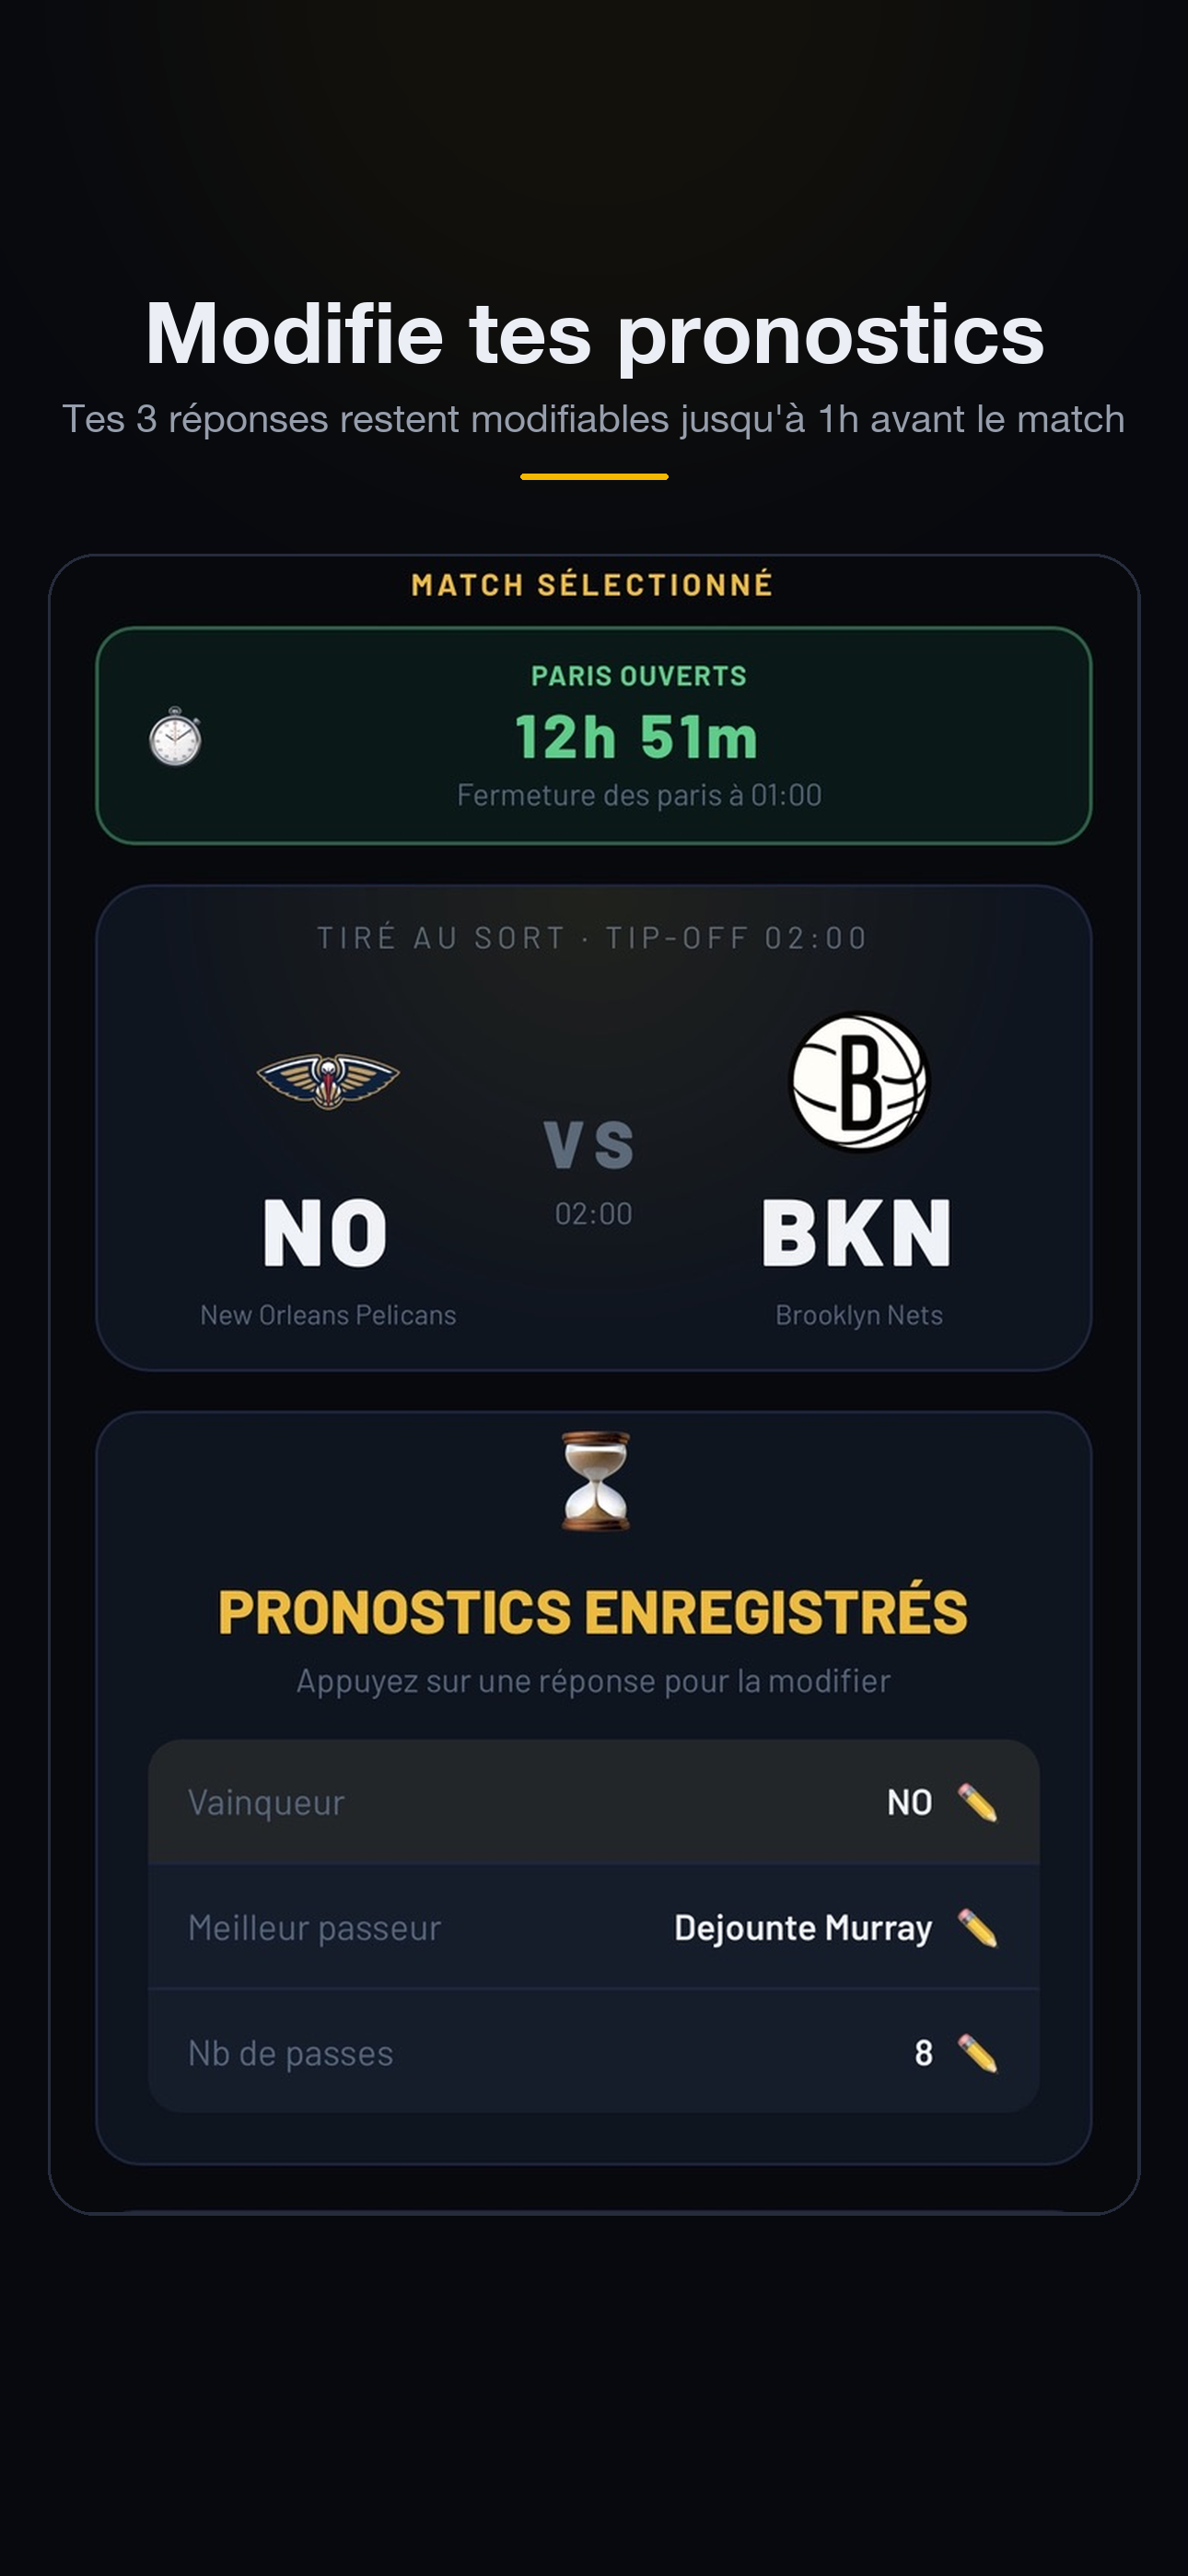 Modifie tes pronostics
Tes 3 réponses restent modifiables jusqu'à 1h avant le match
MATCH SÉLECTIONNÉ
PARIS OUVERTS
12h 51m
Fermeture des paris à 01:00
TIRÉ AU SORT · TIP-OFF 02:00
B
VS
NO
02:00
BKN
New Orleans Pelicans
Brooklyn Nets
PRONOSTICS ENREGISTRÉS
Appuyez sur une réponse pour la modifier
Vainqueur NO
Meilleur passeur Dejounte Murray
Nb de passes 8